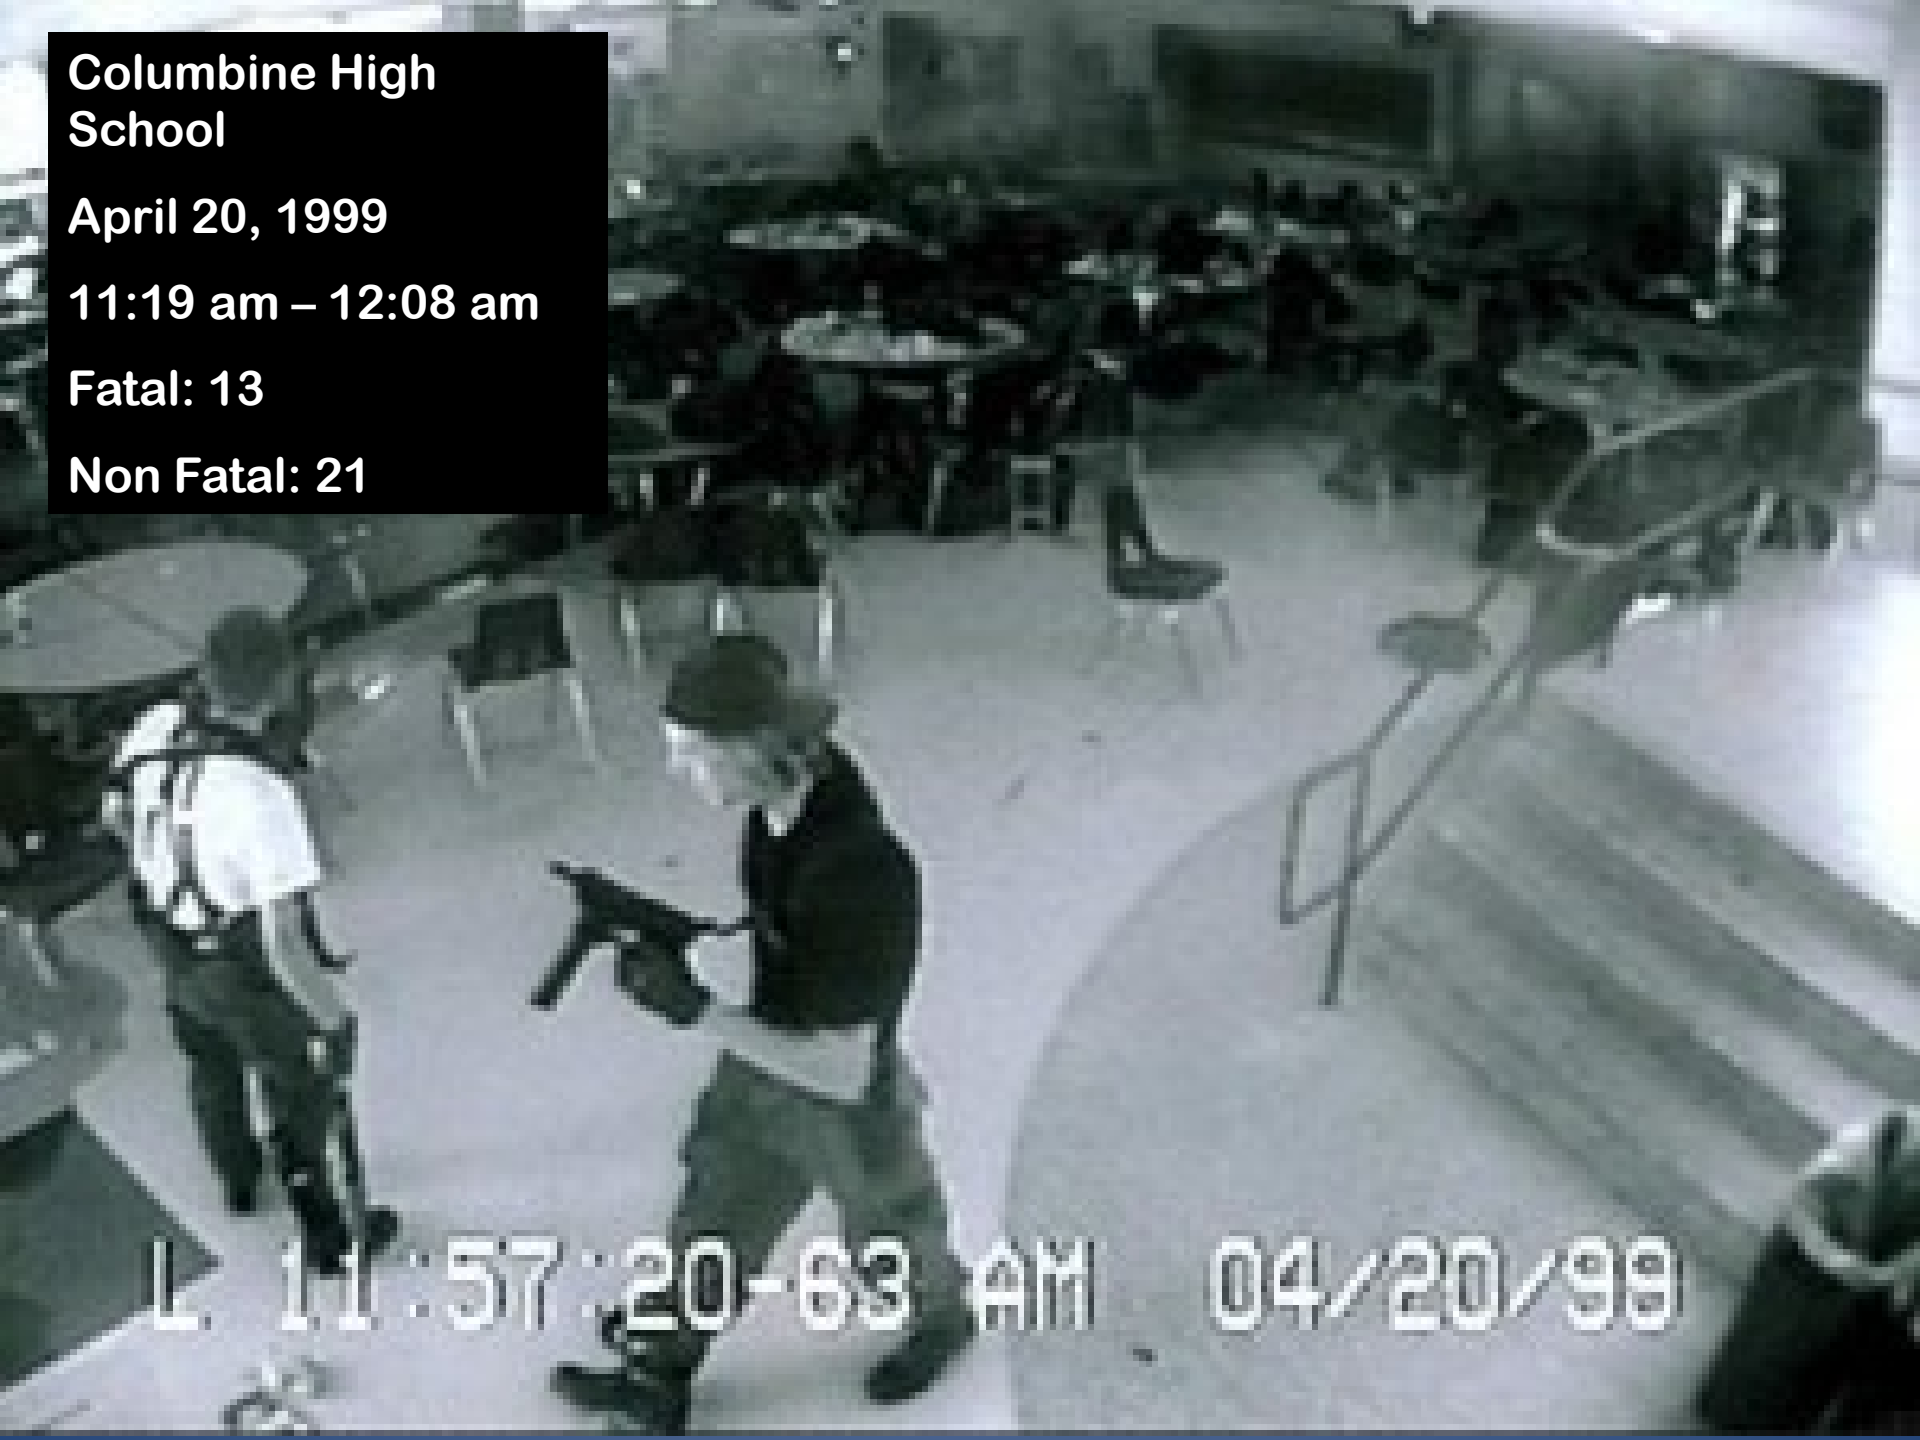 Columbine High
School
April 20, 1999
11:19 am – 12:08 am
Fatal: 13
Non Fatal: 21
L 11:57:20-63 AM 04/20/99